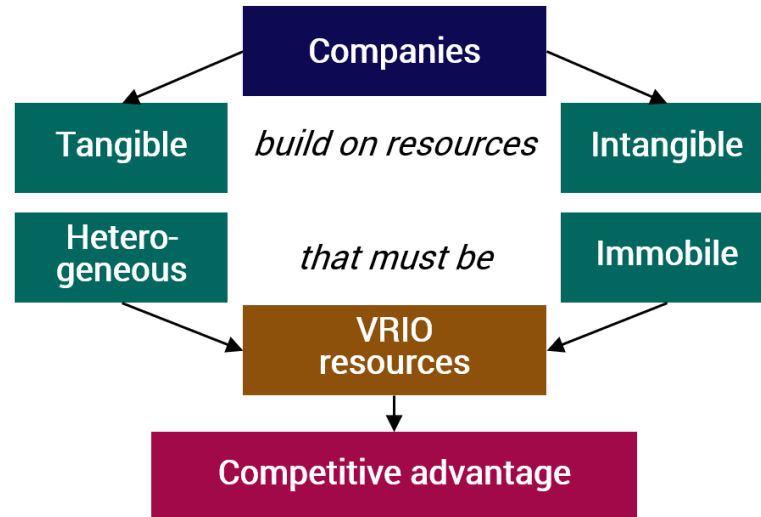 Companies
Tangible
build on resources
Intangible
Hetero-
geneous
that must be
Immobile
VRIO
resources
Competitive advantage